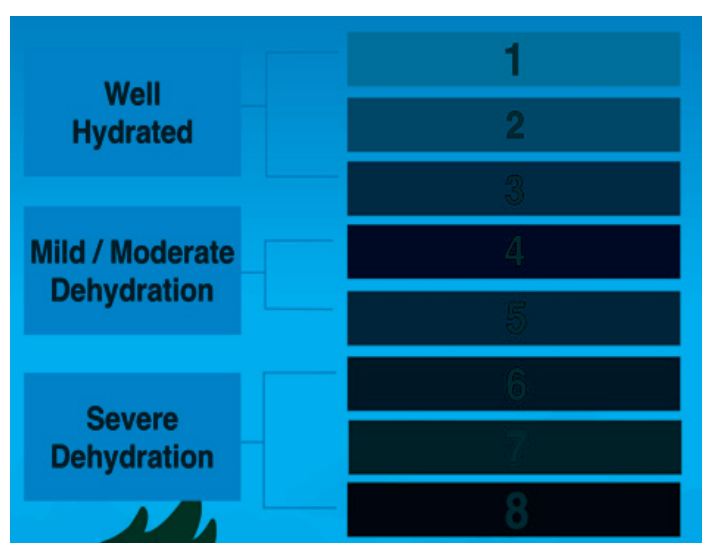 Well
Hydrated
Mild / Moderate
Dehydration
Severe
Dehydration
1
2
3
4
5
6
7
8